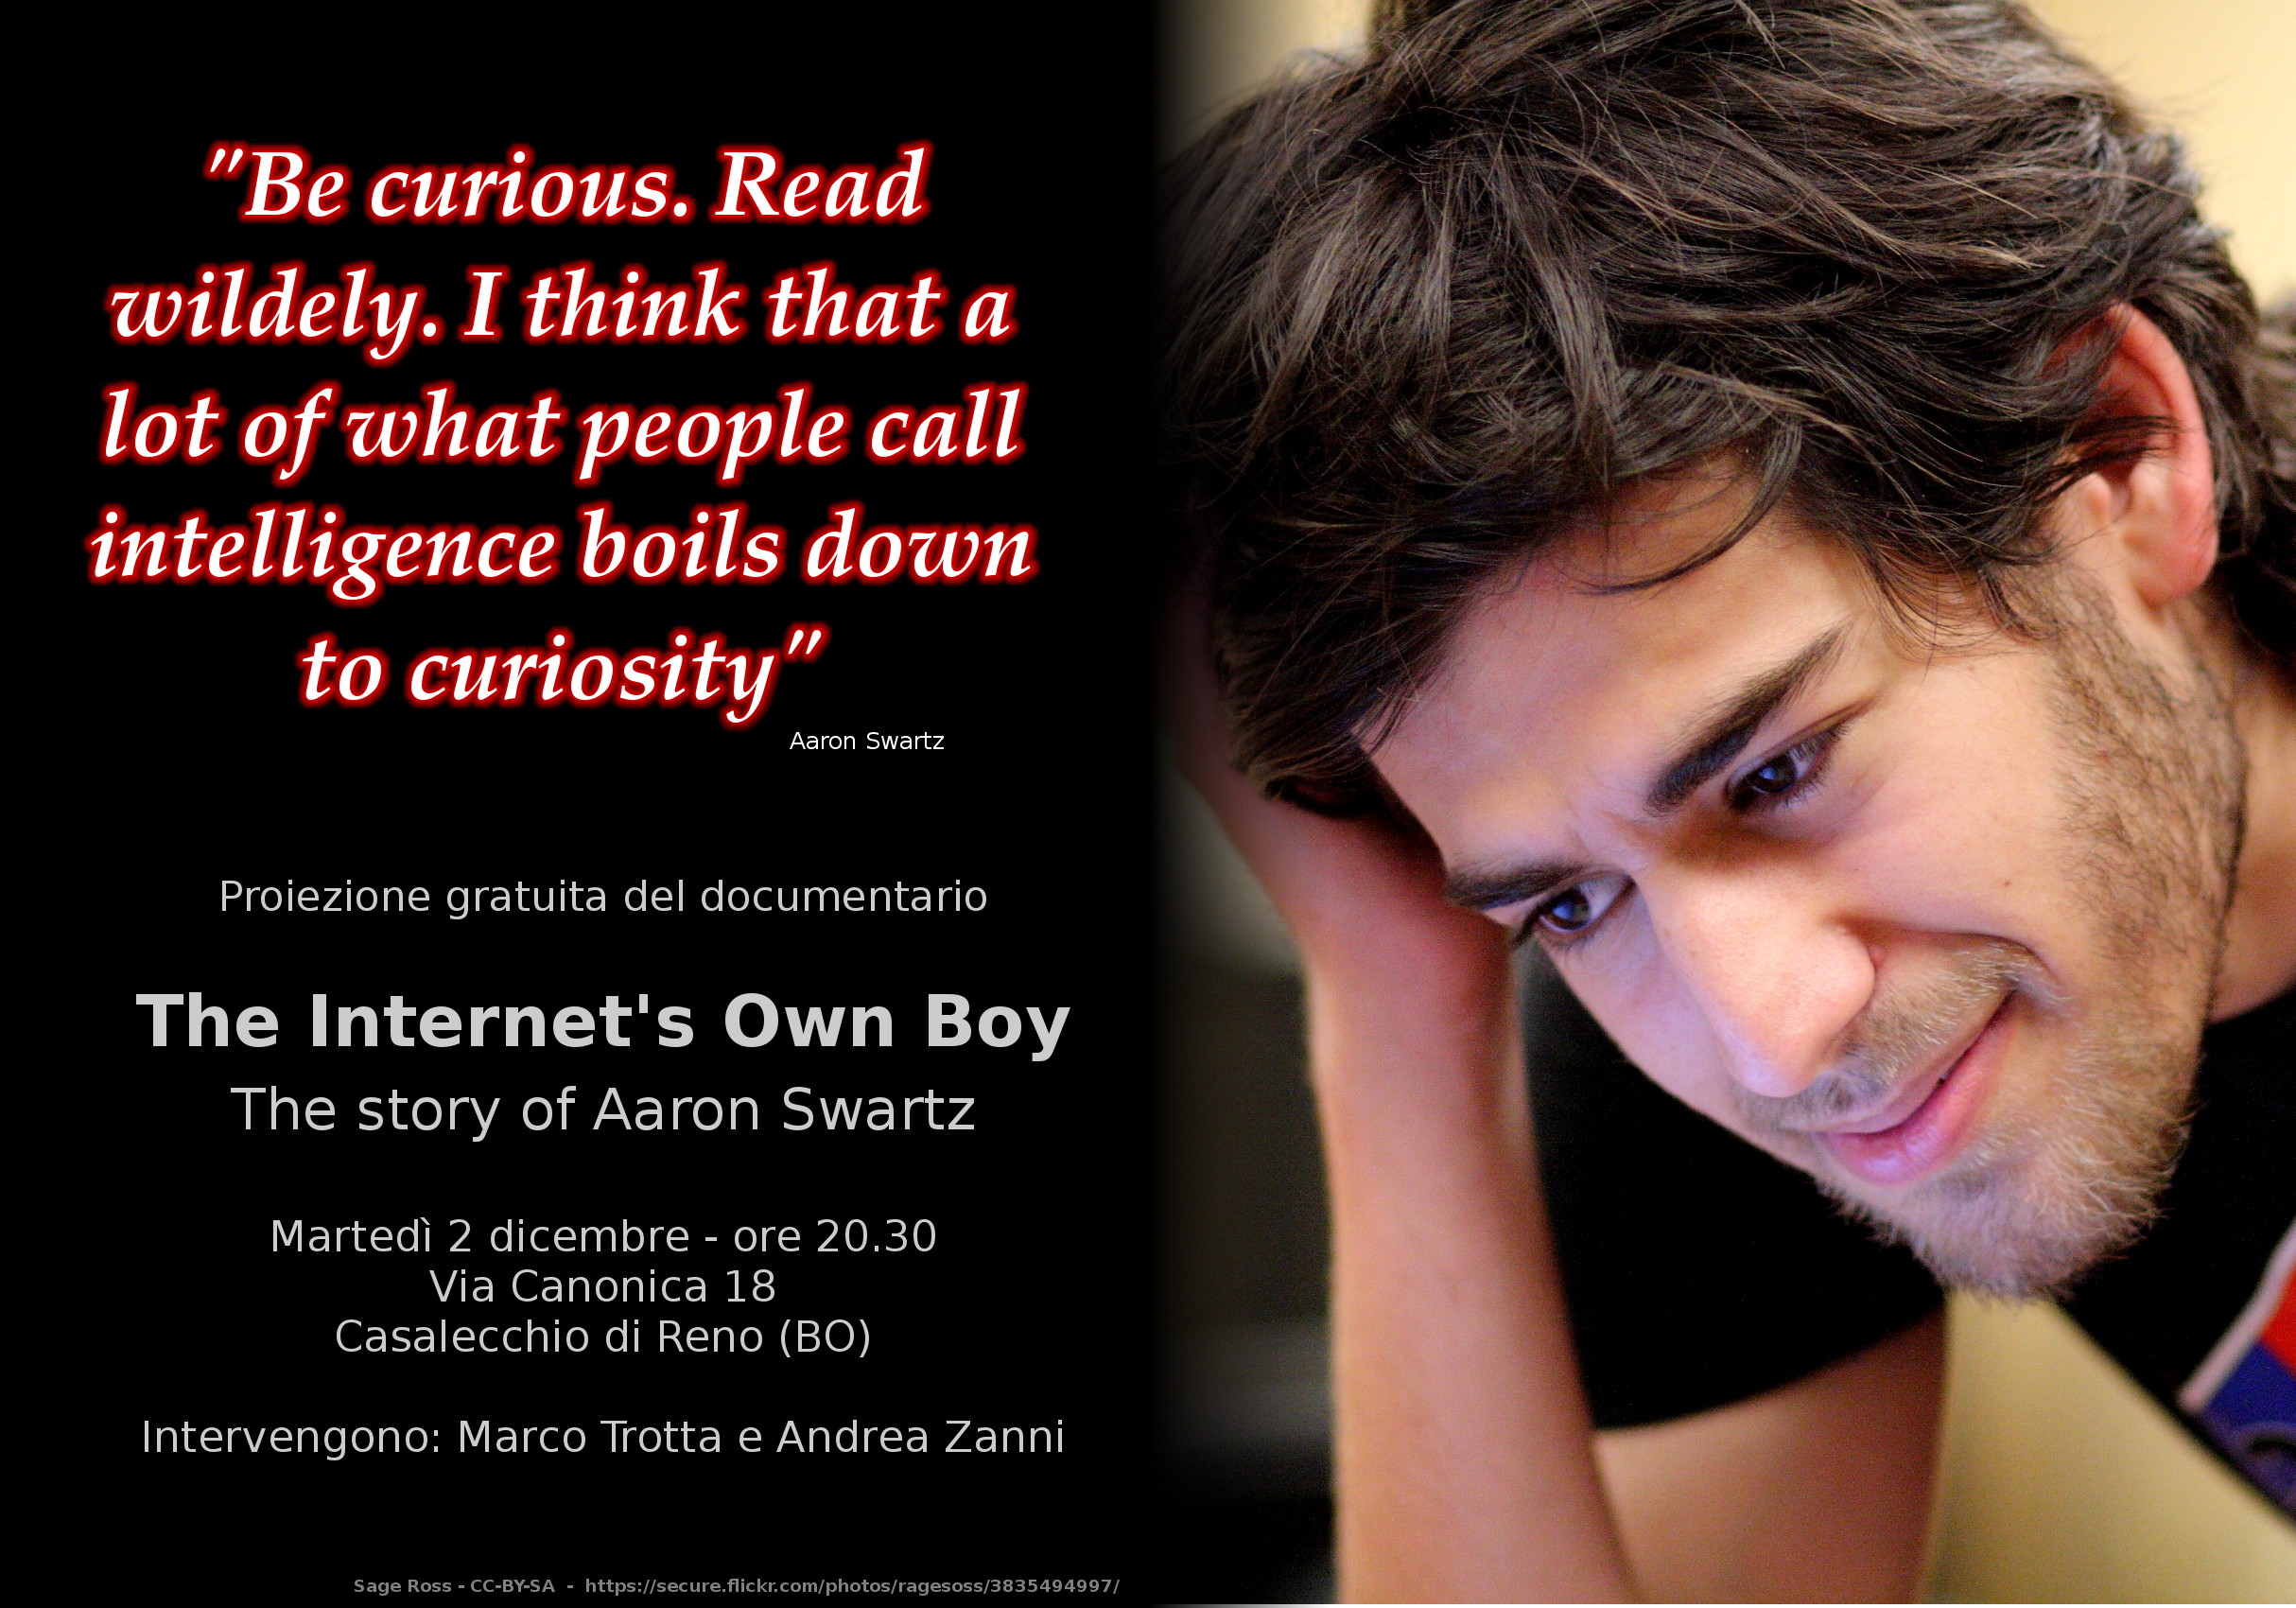 "Be curious. Read
wildely. I think that a
lot of what people call
intelligence boils down
to curiosity"
Aaron Swartz
Proiezione gratuita del documentario
The Internet's Own Boy
The story of Aaron Swartz
Martedì 2 dicembre - ore 20.30
Via Canonica 18
Casalecchio di Reno (BO)
Intervengono: Marco Trotta e Andrea Zanni
Sage Ross - CC-BY-SA - https://secure.flickr.com/photos/ragesoss/3835494997/